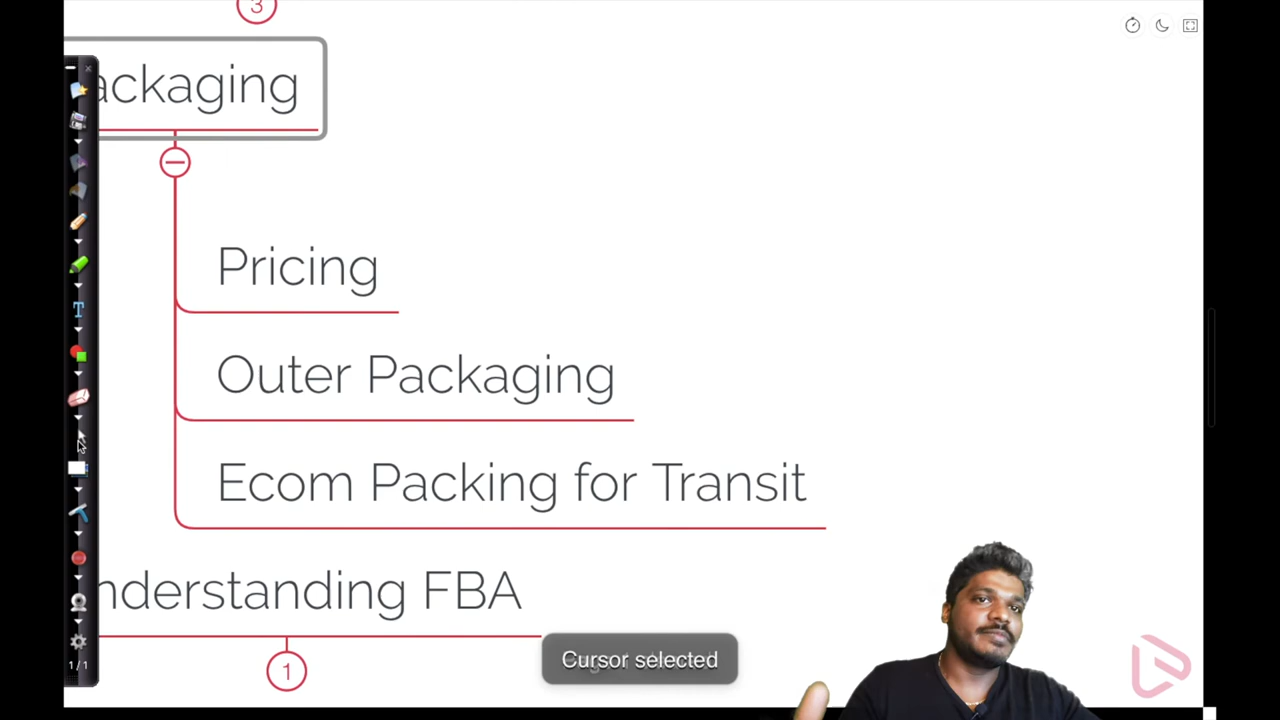 3
ackaging
Pricing
Outer Packaging
Ecom Packing for Transit
nderstanding FBA
Cursor selected
1
1/1